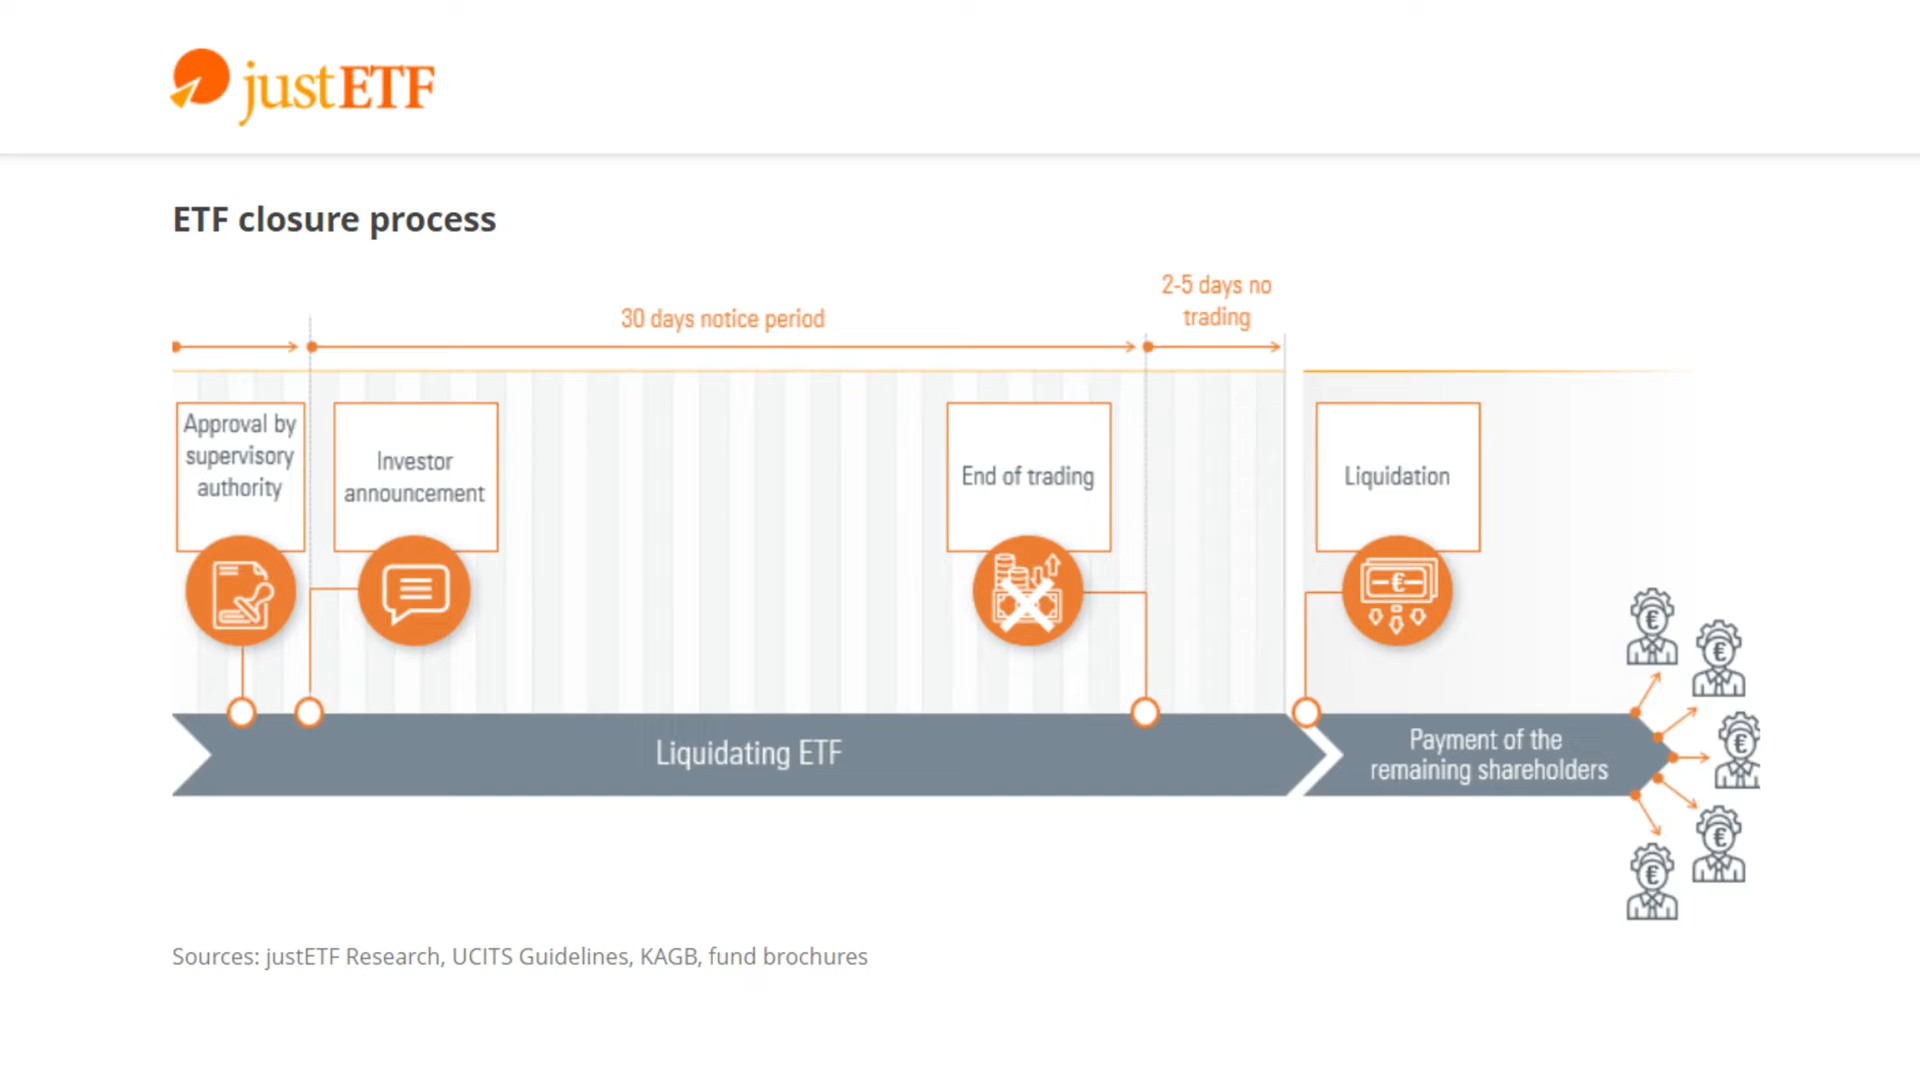 justETF
ETF closure process
2-5 days no
trading
30 days notice period
Approval by
supervisory
authority
Investor
announcement
End of trading
Liquidation
€
€
€
€
€
€
Liquidating ETF
Payment of the
remaining shareholders
Sources: justETF Research, UCITS Guidelines, KAGB, fund brochures